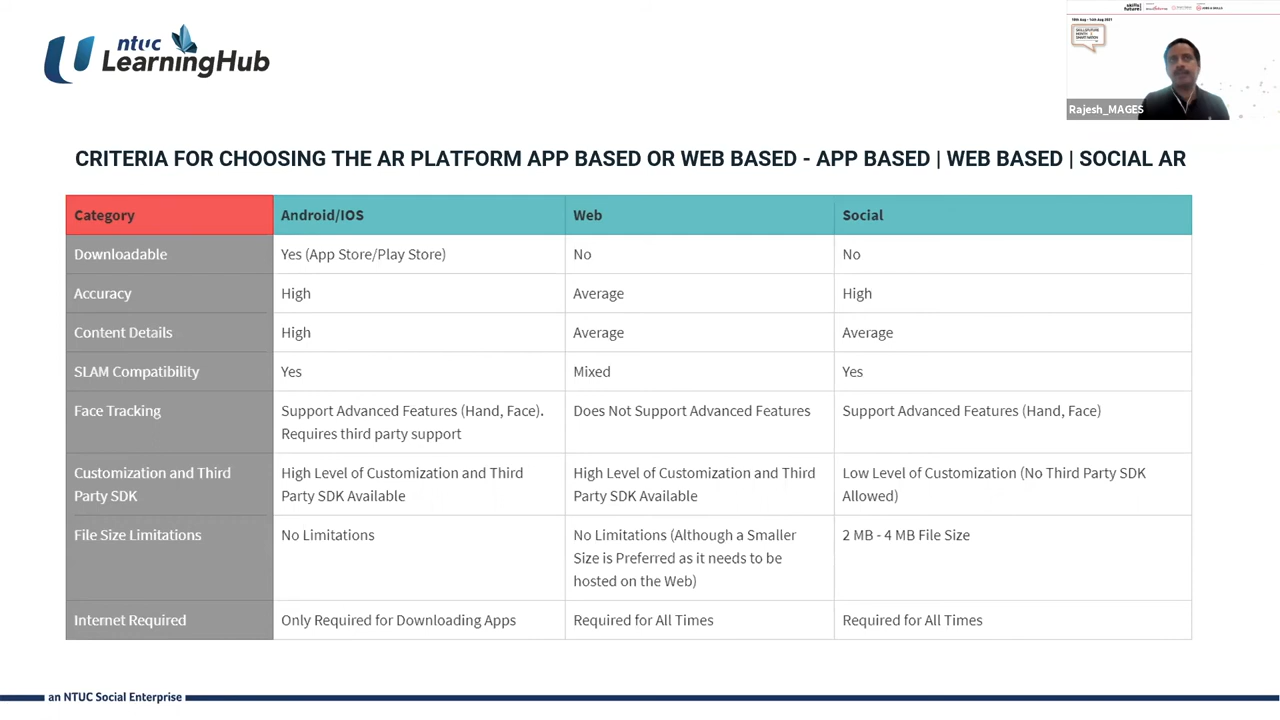 ntuc
LearningHub
10th Aug - 14th Aug 2021
Rajesh_MAGES
CRITERIA FOR CHOOSING THE AR PLATFORM APP BASED OR WEB BASED - APP BASED | WEB BASED | SOCIAL AR
Category Android/IOS Web Social
Downloadable Yes (App Store/Play Store) No No
Accuracy High Average High
Content Details High Average Average
SLAM Compatibility Yes Mixed Yes
Face Tracking Support Advanced Features (Hand, Face). Does Not Support Advanced Features Support Advanced Features (Hand, Face)
Requires third party support
Customization and Third High Level of Customization and Third High Level of Customization and Third Low Level of Customization (No Third Party SDK
Party SDK Party SDK Available Party SDK Available Allowed)
File Size Limitations No Limitations No Limitations (Although a Smaller 2 MB - 4 MB File Size
Size is Preferred as it needs to be
hosted on the Web)
Internet Required Only Required for Downloading Apps Required for All Times Required for All Times
an NTUC Social Enterprise